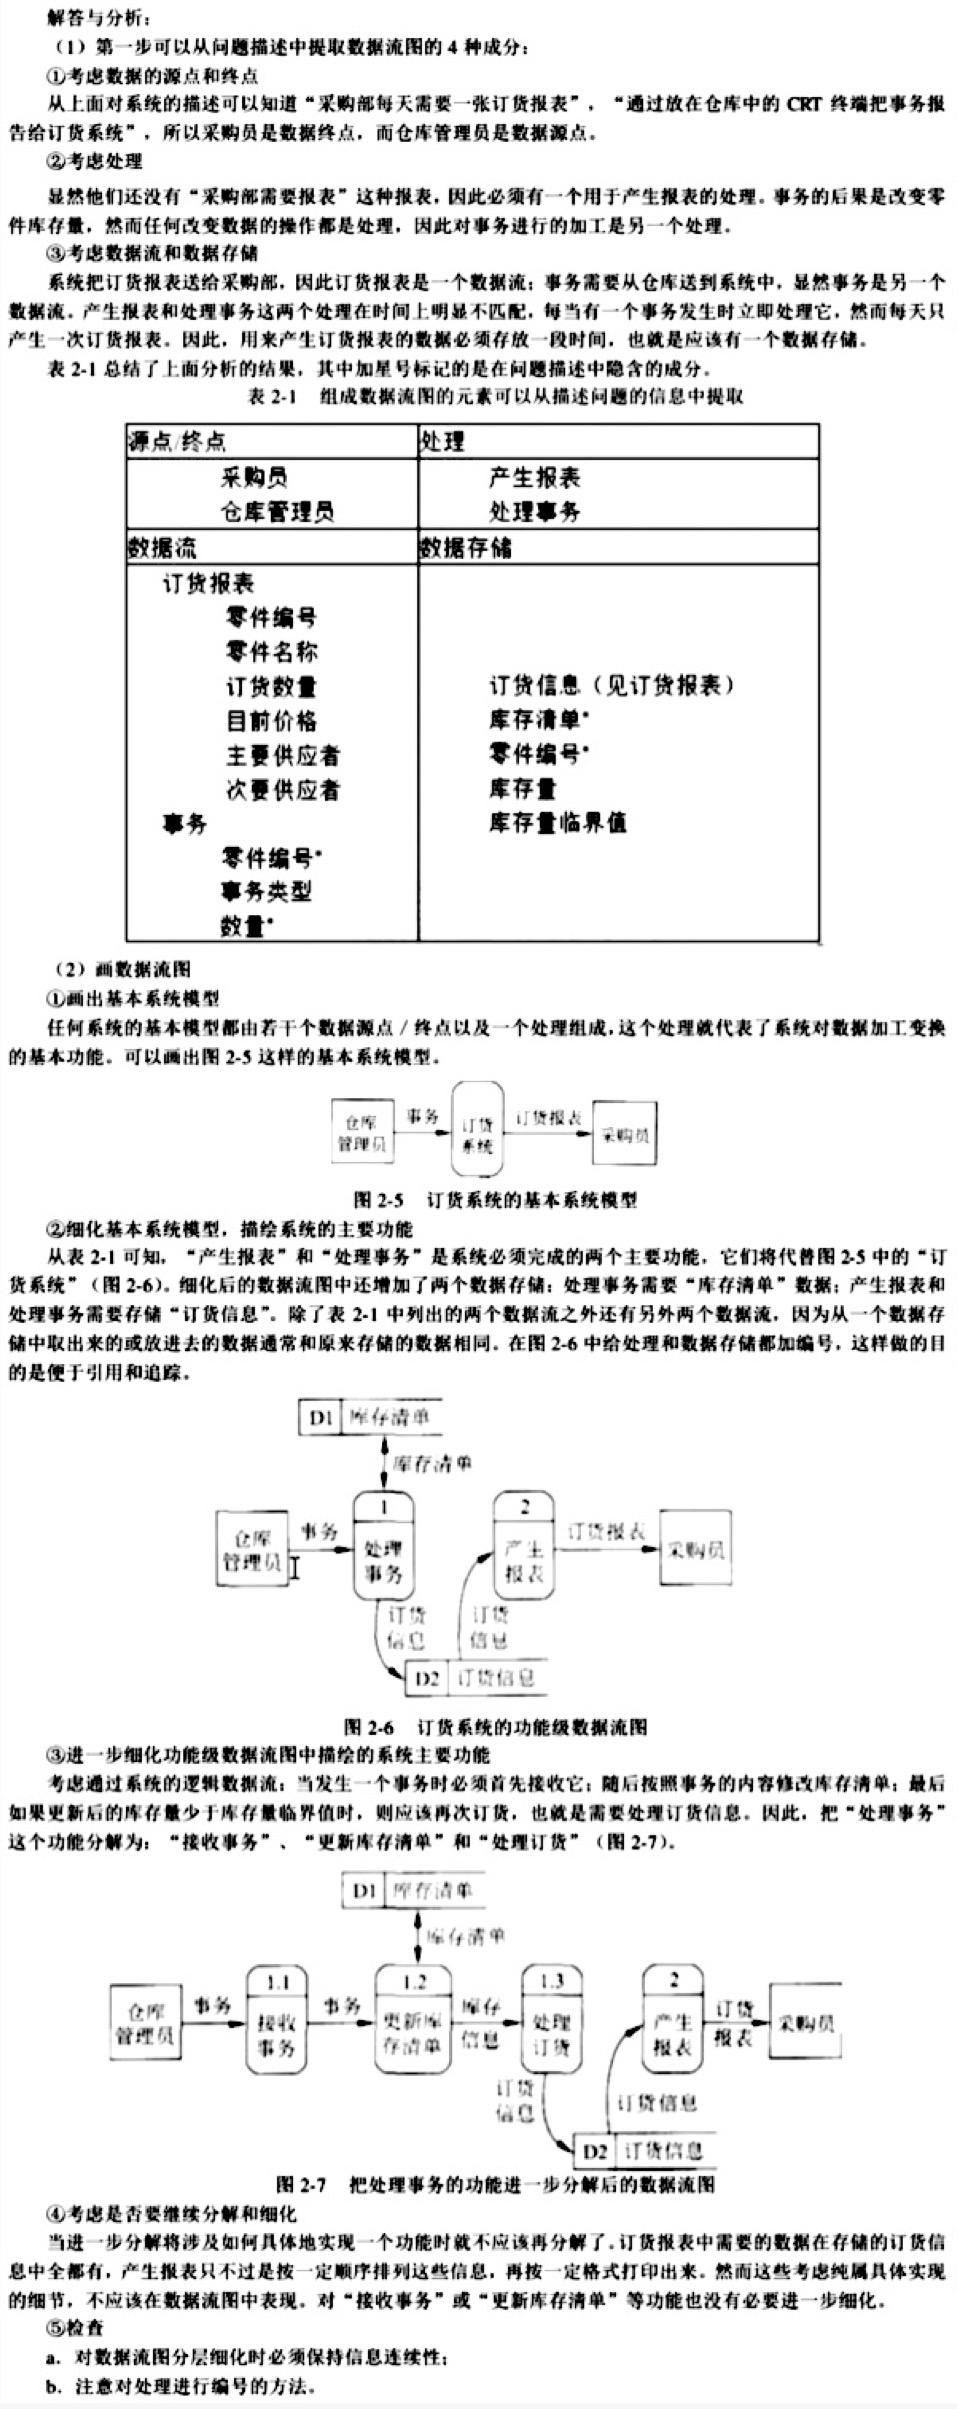 解答与分析：
（1）第一步可以从问题描述中提取数据流图的 4 种成分：
①考虑数据的源点和终点
从上面对系统的描述可以知道“采购部每天需要一张订货报表”，“通过放在仓库中的 CRT 终端把事务报
告给订货系统”，所以采购员是数据终点，而仓库管理员是数据源点。
②考虑处理
显然他们还没有“采购部需要报表”这种报表，因此必须有一个用于产生报表的处理。事务的后果是改变零
件库存量，然而任何改变数据的操作都是处理，因此对事务进行的加工是另一个处理。
③考虑数据流和数据存储
系统把订货报表送给采购部，因此订货报表是一个数据流；事务需要从仓库送到系统中，显然事务是另一个
数据流。产生报表和处理事务这两个处理在时间上明显不匹配，每当有一个事务发生时立即处理它，然而每天只
产生一次订货报表。因此，用来产生订货报表的数据必须存放一段时间，也就是应该有一个数据存储。
表 2-1 总结了上面分析的结果，其中加星号标记的是在问题描述中隐含的成分。
表 2-1 组成数据流图的元素可以从描述问题的信息中提取
源点/终点 处理
采购员 产生报表
仓库管理员 处理事务
数据流 数据存储
订货报表
零件编号
零件名称
订货数量 订货信息（见订货报表）
目前价格 库存清单*
主要供应者 零件编号*
次要供应者 库存量
事务 库存量临界值
零件编号*
事务类型
数量*
（2）画数据流图
①画出基本系统模型
任何系统的基本模型都由若干个数据源点／终点以及一个处理组成，这个处理就代表了系统对数据加工变换
的基本功能。可以画出图 2-5 这样的基本系统模型。
仓库
管理员
事务
订货
系统
订货报表
采购员
图 2-5 订货系统的基本系统模型
②细化基本系统模型，描绘系统的主要功能
从表 2-1 可知，“产生报表”和“处理事务”是系统必须完成的两个主要功能，它们将代替图 2-5 中的“订
货系统”（图 2-6）。细化后的数据流图中还增加了两个数据存储：处理事务需要“库存清单”数据；产生报表和
处理事务需要存储“订货信息”。除了表 2-1 中列出的两个数据流之外还有另外两个数据流，因为从一个数据存
储中取出来的或放进去的数据通常和原来存储的数据相同。在图 2-6 中给处理和数据存储都加编号，这样做的目
的是便于引用和追踪。
D1 库存清单
库存清单
仓库
管理员
事务
1
处理
事务
2
产生
报表
订货报表
采购员
订货
信息
订货
信息
D2 订货信息
图 2-6 订货系统的功能级数据流图
③进一步细化功能级数据流图中描绘的系统主要功能
考虑通过系统的逻辑数据流：当发生一个事务时必须首先接收它；随后按照事务的内容修改库存清单；最后
如果更新后的库存量少于库存量临界值时，则应该再次订货，也就是需要处理订货信息。因此，把“处理事务”
这个功能分解为：“接收事务”、“更新库存清单”和“处理订货”（图 2-7）。
D1 库存清单
库存清单
仓库
管理员
事务
1.1
接收
事务
事务
1.2
更新库
存清单
库存
信息
1.3
处理
订货
2
产生
报表
订货
报表
采购员
订货
信息
订货信息
D2 订货信息
图 2-7 把处理事务的功能进一步分解后的数据流图
④考虑是否要继续分解和细化
当进一步分解将涉及如何具体地实现一个功能时就不应该再分解了。订货报表中需要的数据在存储的订货信
息中全都有，产生报表只不过是按一定顺序排列这些信息，再按一定格式打印出来。然而这些考虑纯属具体实现
的细节，不应该在数据流图中表现。对“接收事务”或“更新库存清单”等功能也没有必要进一步细化。
⑤检查
a．对数据流图分层细化时必须保持信息连续性；
b．注意对处理进行编号的方法。